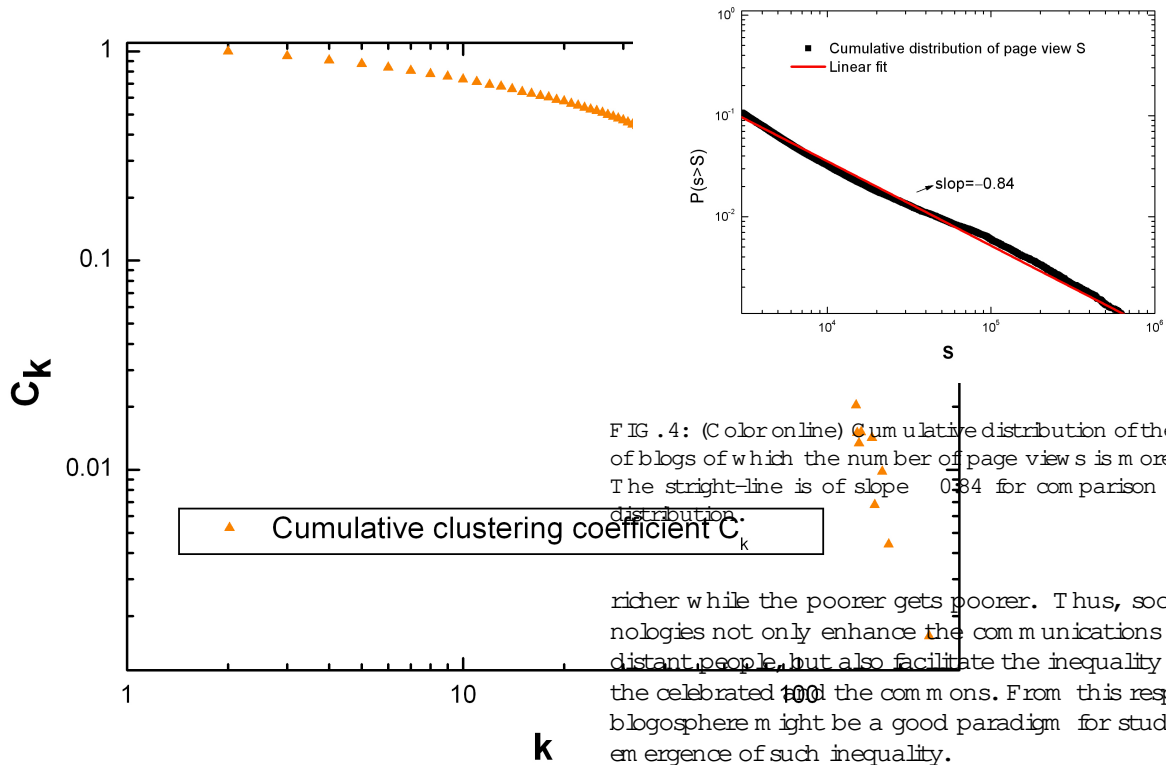 1
0.1
0.01
C k
1
10
100
k
Cumulative clustering coefficient C k
10^0
10^-1
10^-2
P(s>S)
Cumulative distribution of page view S
Linear fit
slop=−0.84
10^4
10^5
10^6
S
FIG. 4: (Color online) Cumulative distribution of the
of blogs of which the number of page views is more
The stright-line is of slope 0.84 for comparison
distribution.
richer while the poorer gets poorer. Thus, soc
nologies not only enhance the communications
distant people, but also facilitate the inequality
the celebrated and the commons. From this resp
blogosphere might be a good paradigm for stud
emergence of such inequality.